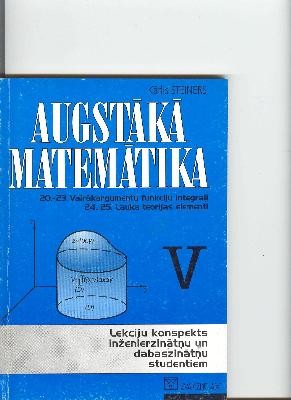 Kārlis ŠTEINERS
AUGSTĀKĀ
MATEMĀTIKA
20.-23. Vairākargumentu funkciju integrāļi
24. 25. Lauka teorijas elementi
V
Lekciju konspekts
inženierzinātņu un
dabaszinātņu
studentiem